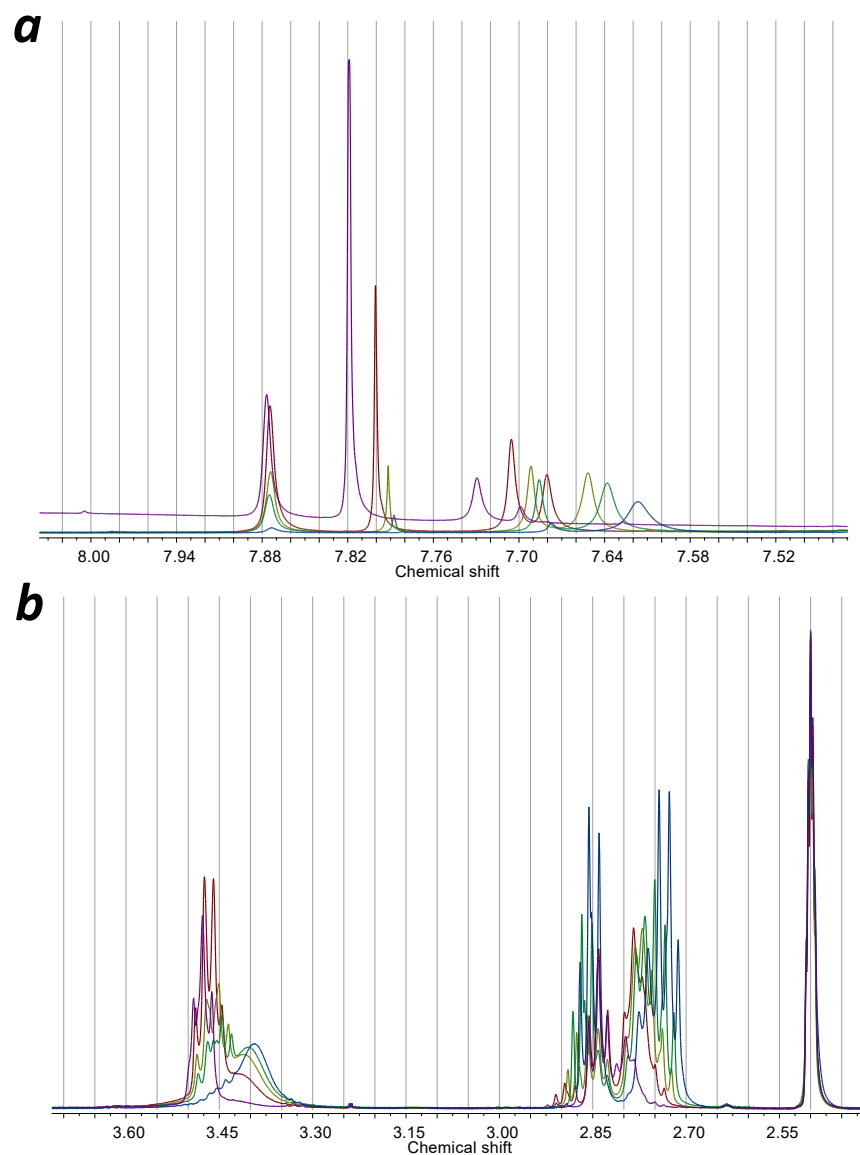 a
8.00 7.94 7.88 7.82 7.76 7.70 7.64 7.58 7.52
Chemical shift
b
3.60 3.45 3.30 3.15 3.00 2.85 2.70 2.55
Chemical shift